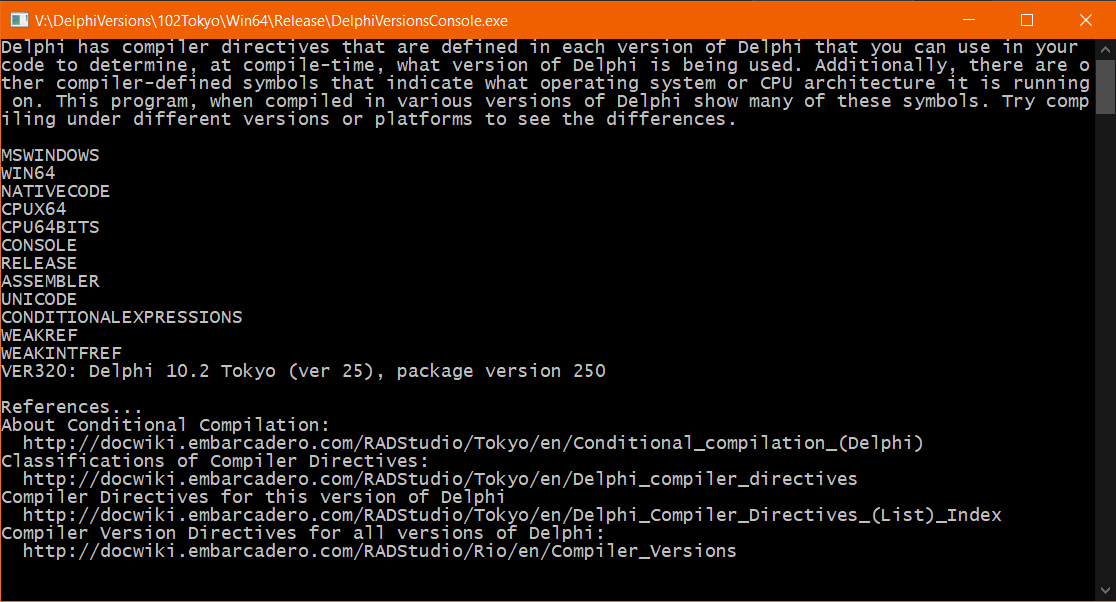 V:\DelphiVersions\102Tokyo\Win64\Release\DelphiVersionsConsole.exe
Delphi has compiler directives that are defined in each version of Delphi that you can use in your
code to determine, at compile-time, what version of Delphi is being used. Additionally, there are o
ther compiler-defined symbols that indicate what operating system or CPU architecture it is running
 on. This program, when compiled in various versions of Delphi show many of these symbols. Try comp
iling under different versions or platforms to see the differences.

MSWINDOWS
WIN64
NATIVECODE
CPUX64
CPU64BITS
CONSOLE
RELEASE
ASSEMBLER
UNICODE
CONDITIONALEXPRESSIONS
WEAKREF
WEAKINTFREF
VER320: Delphi 10.2 Tokyo (ver 25), package version 250

References...
About Conditional Compilation:
  http://docwiki.embarcadero.com/RADStudio/Tokyo/en/Conditional_compilation_(Delphi)
Classifications of Compiler Directives:
  http://docwiki.embarcadero.com/RADStudio/Tokyo/en/Delphi_compiler_directives
Compiler Directives for this version of Delphi
  http://docwiki.embarcadero.com/RADStudio/Tokyo/en/Delphi_Compiler_Directives_(List)_Index
Compiler Version Directives for all versions of Delphi:
  http://docwiki.embarcadero.com/RADStudio/Rio/en/Compiler_Versions